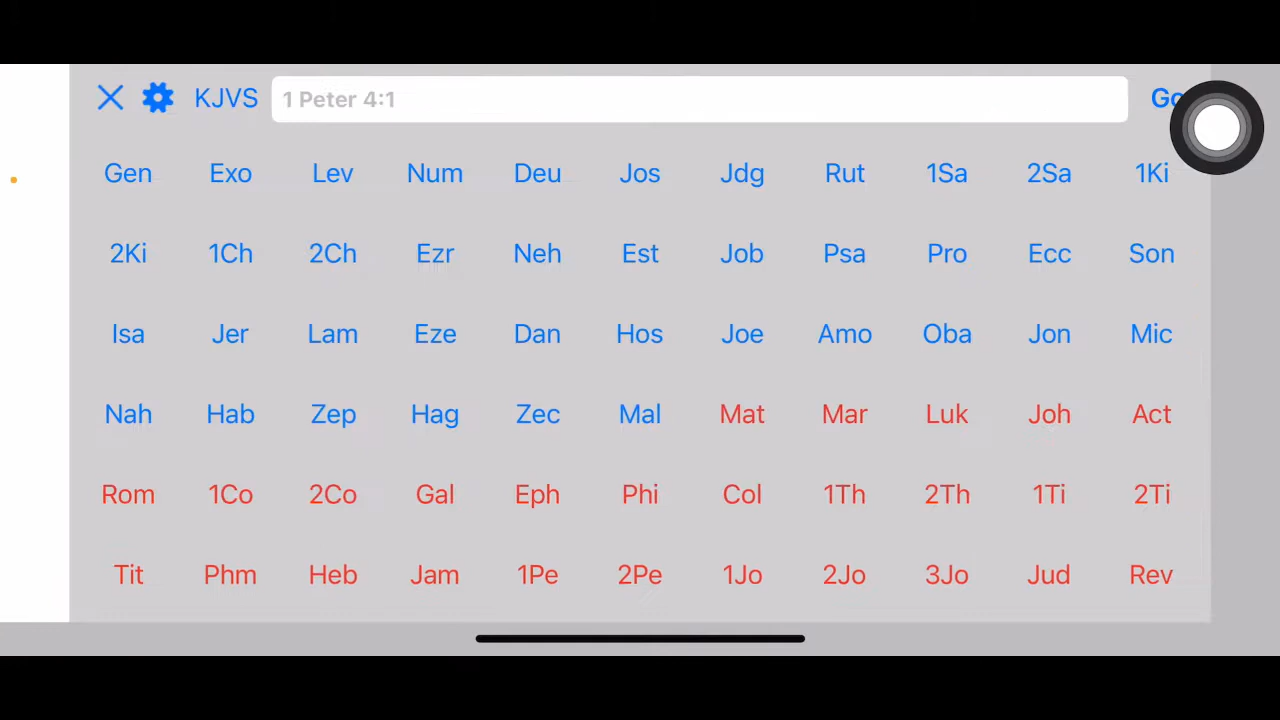 KJVS 1 Peter 4:1 Go
Gen Exo Lev Num Deu Jos Jdg Rut 1Sa 2Sa 1Ki
2Ki 1Ch 2Ch Ezr Neh Est Job Psa Pro Ecc Son
Isa Jer Lam Eze Dan Hos Joe Amo Oba Jon Mic
Nah Hab Zep Hag Zec Mal Mat Mar Luk Joh Act
Rom 1Co 2Co Gal Eph Phi Col 1Th 2Th 1Ti 2Ti
Tit Phm Heb Jam 1Pe 2Pe 1Jo 2Jo 3Jo Jud Rev